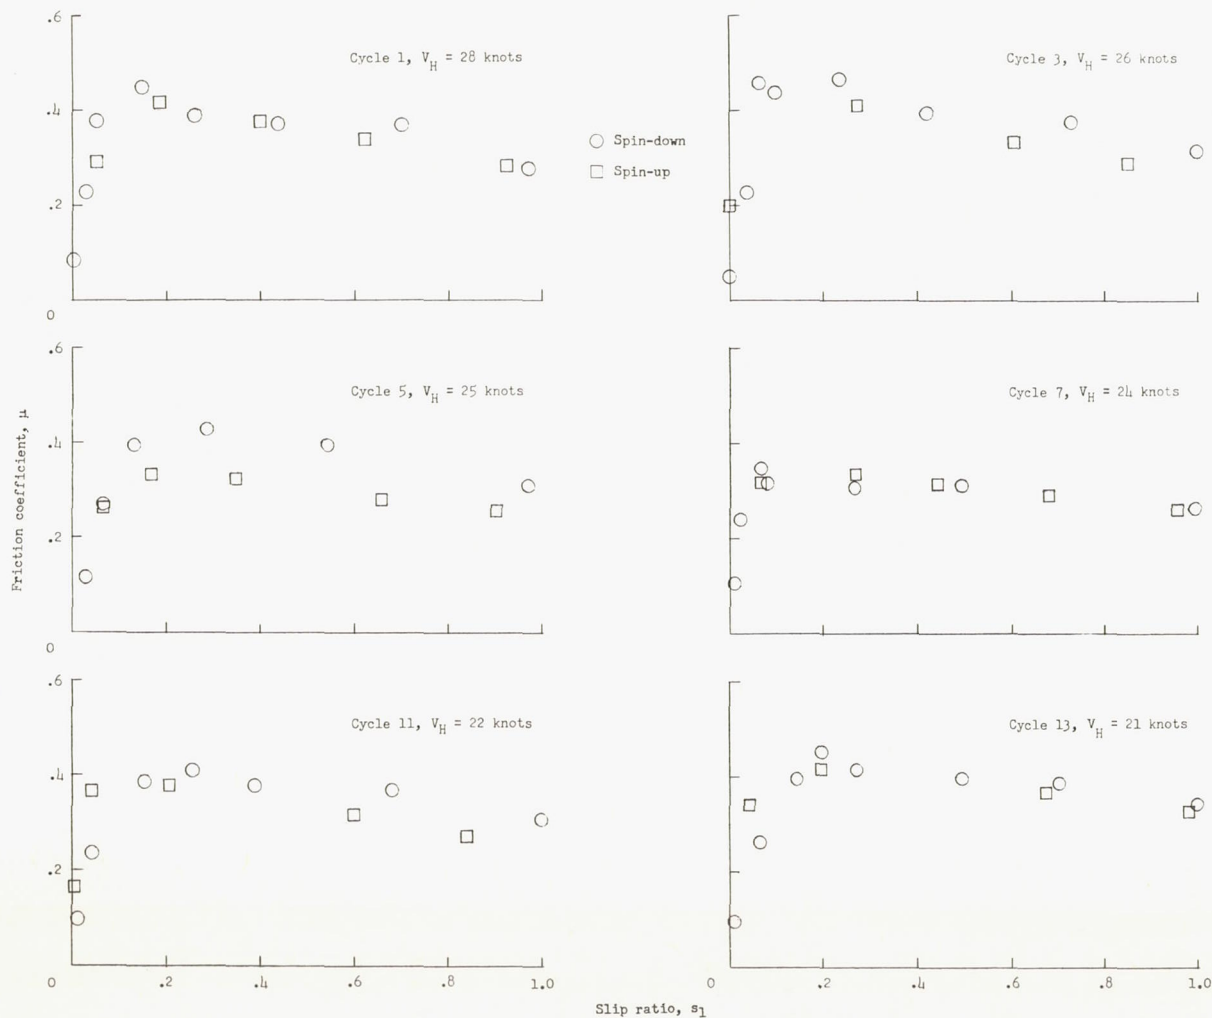 .6
Cycle 1, V_H = 28 knots
Cycle 3, V_H = 26 knots
.4
○ Spin-down
□ Spin-up
.2
0
.6
Cycle 5, V_H = 25 knots
Cycle 7, V_H = 24 knots
.4
Friction coefficient, μ
.2
0
.6
Cycle 11, V_H = 22 knots
Cycle 13, V_H = 21 knots
.4
.2
0 .2 .4 .6 .8 1.0
0 .2 .4 .6 .8 1.0
Slip ratio, s1